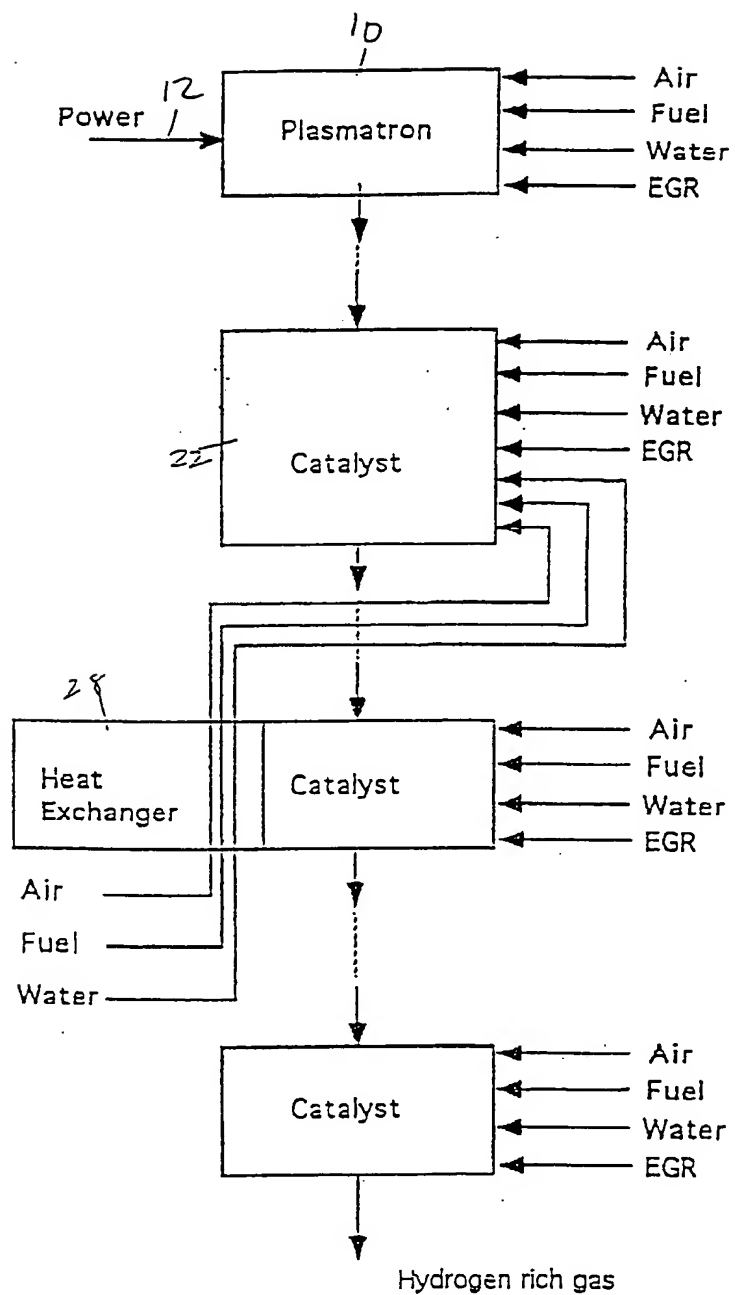 10
12
Power
Plasmatron
Air
Fuel
Water
EGR
22
Catalyst
Air
Fuel
Water
EGR
28
Heat
Exchanger
Catalyst
Air
Fuel
Water
EGR
Air
Fuel
Water
Catalyst
Air
Fuel
Water
EGR
Hydrogen rich gas